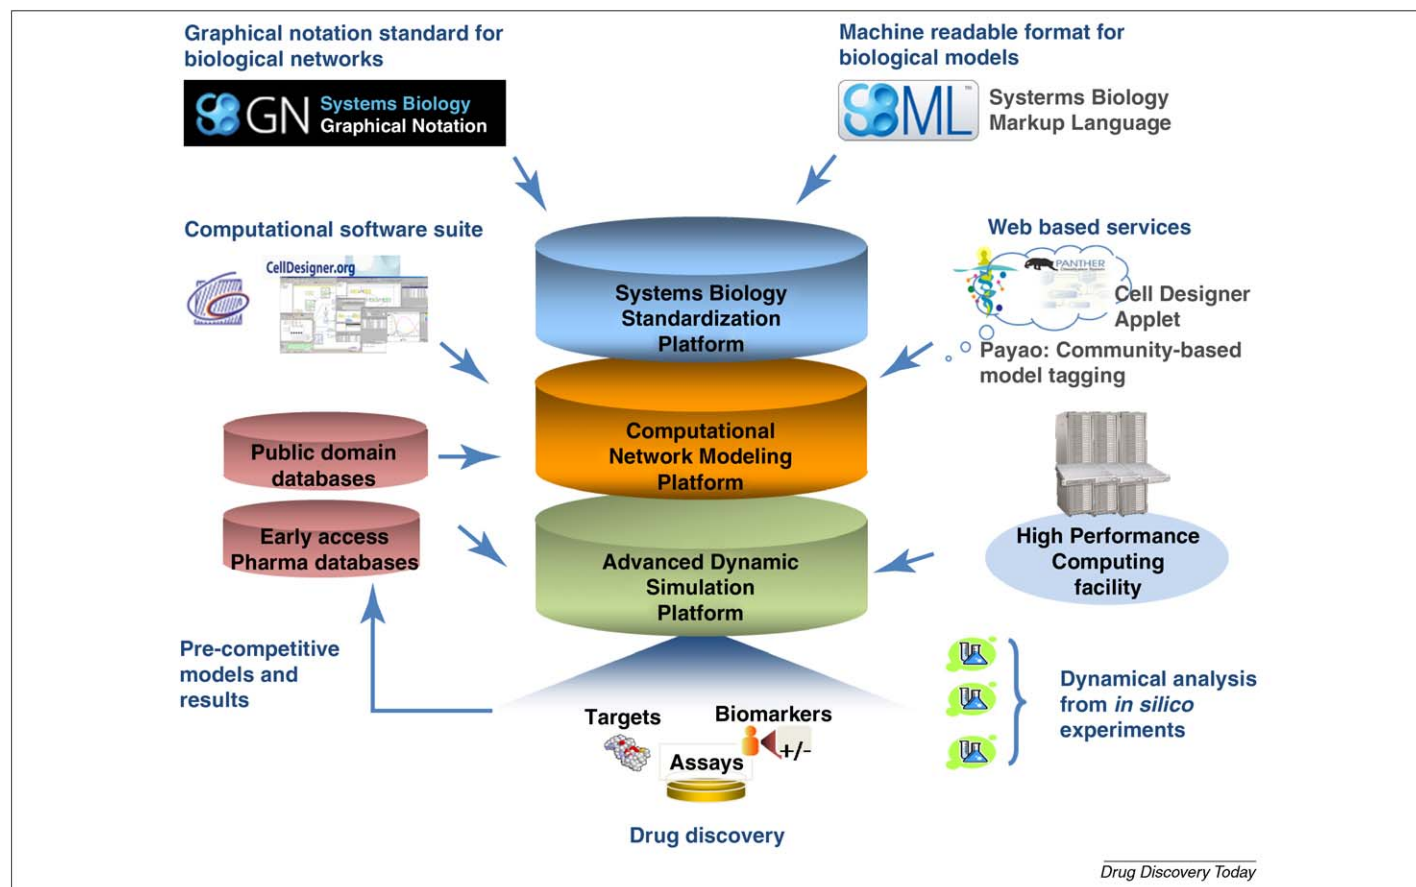 Graphical notation standard for
biological networks
SBGN Systems Biology
Graphical Notation
Machine readable format for
biological models
SBML™ Systerms Biology
Markup Language
Computational software suite
CellDesigner.org
Systems Biology
Standardization
Platform
Web based services
PANTHER
Cell Designer
Applet
Payao: Community-based
model tagging
Public domain
databases
Computational
Network Modeling
Platform
Early access
Pharma databases
Advanced Dynamic
Simulation
Platform
High Performance
Computing
facility
Pre-competitive
models and
results
Targets
Biomarkers
+/-
Assays
Dynamical analysis
from in silico
experiments
Drug discovery
Drug Discovery Today